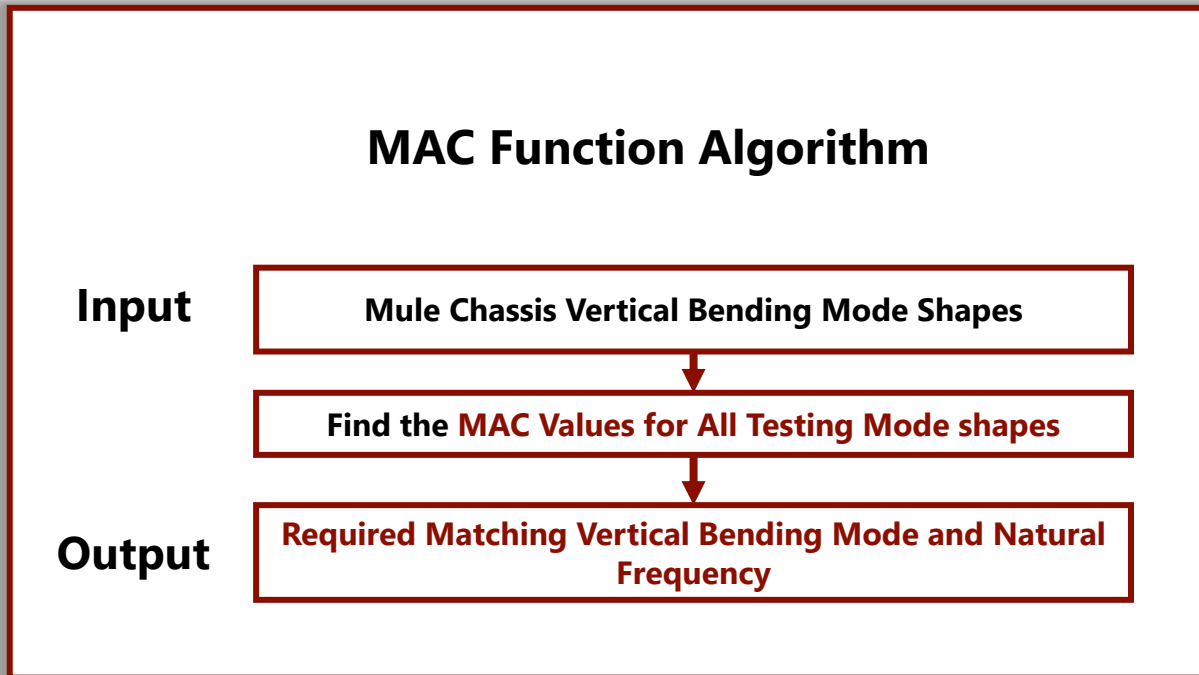 MAC Function Algorithm
Input
Mule Chassis Vertical Bending Mode Shapes
Find the MAC Values for All Testing Mode shapes
Output
Required Matching Vertical Bending Mode and Natural
Frequency